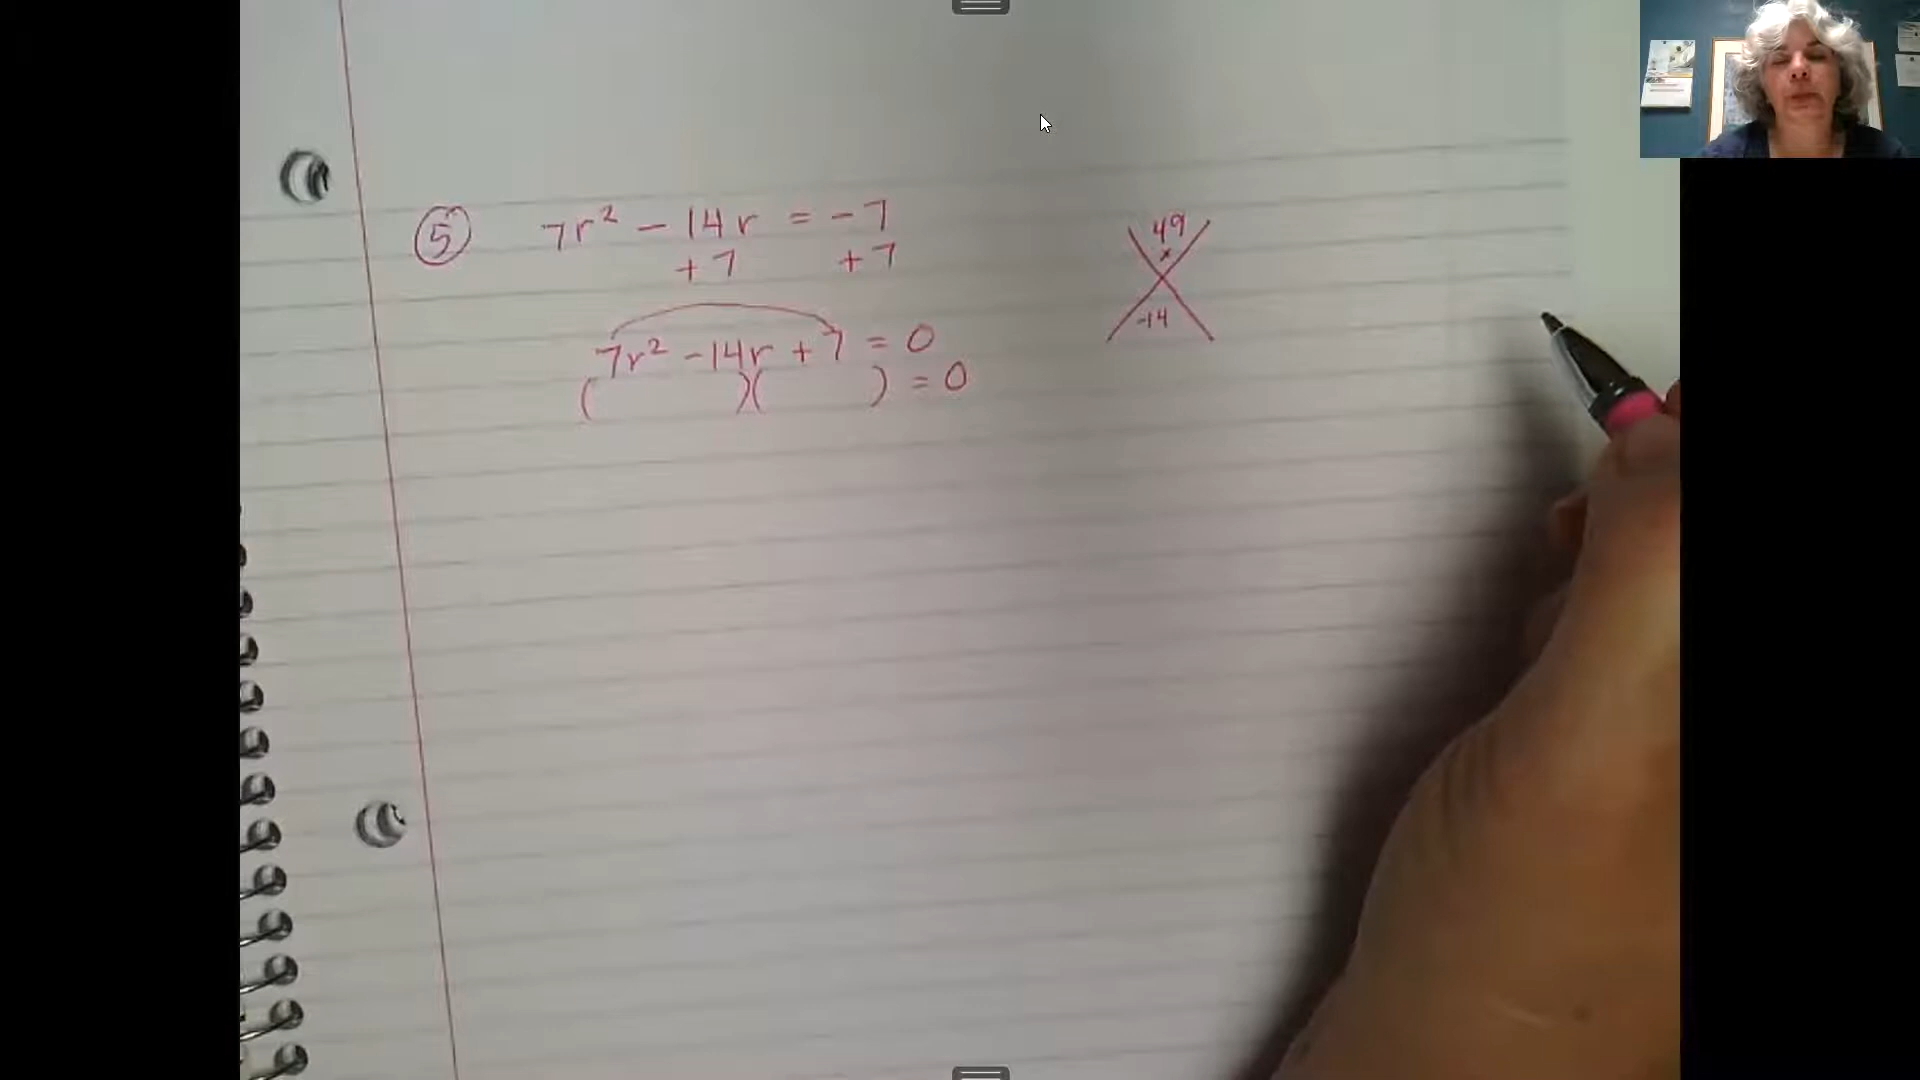 ⑤ 7r² - 14r = -7
+7 +7
7r² - 14r + 7 = 0
( )( ) = 0
49
x
-14